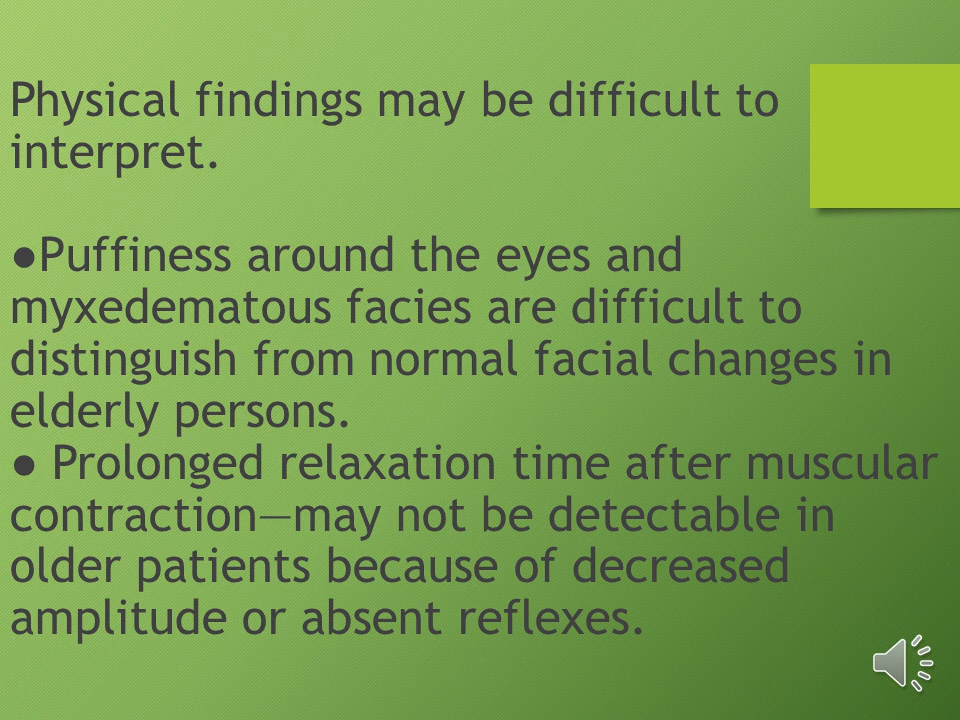 Physical findings may be difficult to
interpret.
●Puffiness around the eyes and
myxedematous facies are difficult to
distinguish from normal facial changes in
elderly persons.
● Prolonged relaxation time after muscular
contraction—may not be detectable in
older patients because of decreased
amplitude or absent reflexes.